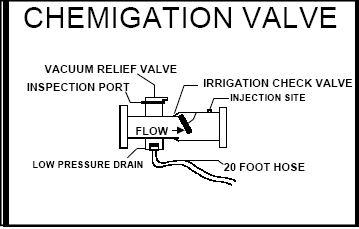 CHEMIGATION VALVE
VACUUM RELIEF VALVE
INSPECTION PORT
IRRIGATION CHECK VALVE
INJECTION SITE
FLOW
LOW PRESSURE DRAIN
20 FOOT HOSE